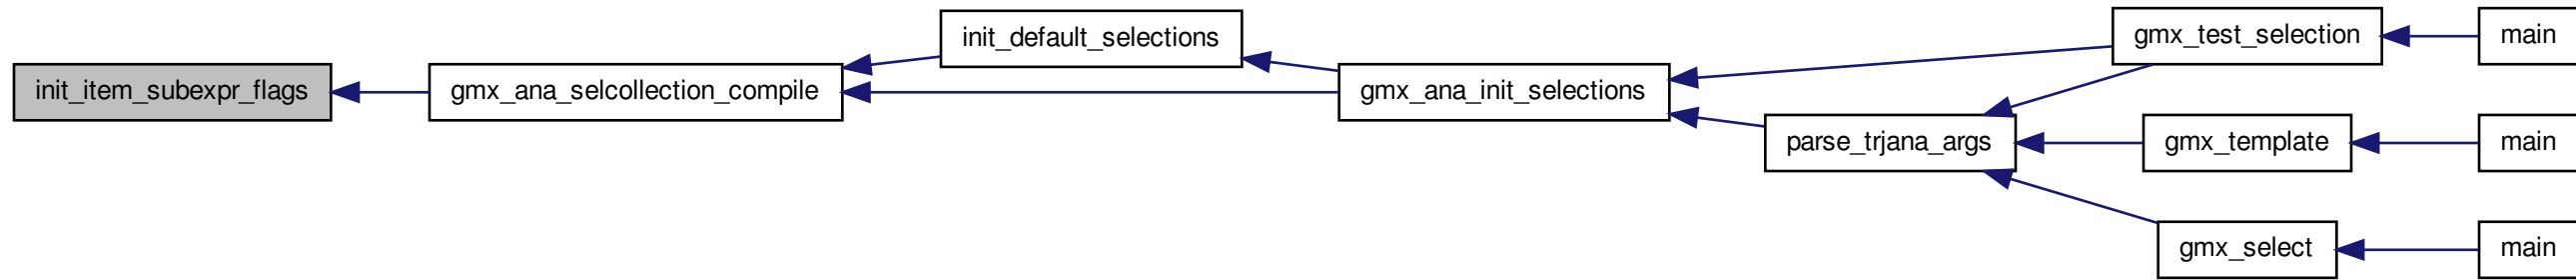 init_item_subexpr_flags
gmx_ana_selcollection_compile
init_default_selections
gmx_ana_init_selections
gmx_test_selection
main
parse_trjana_args
gmx_template
main
gmx_select
main